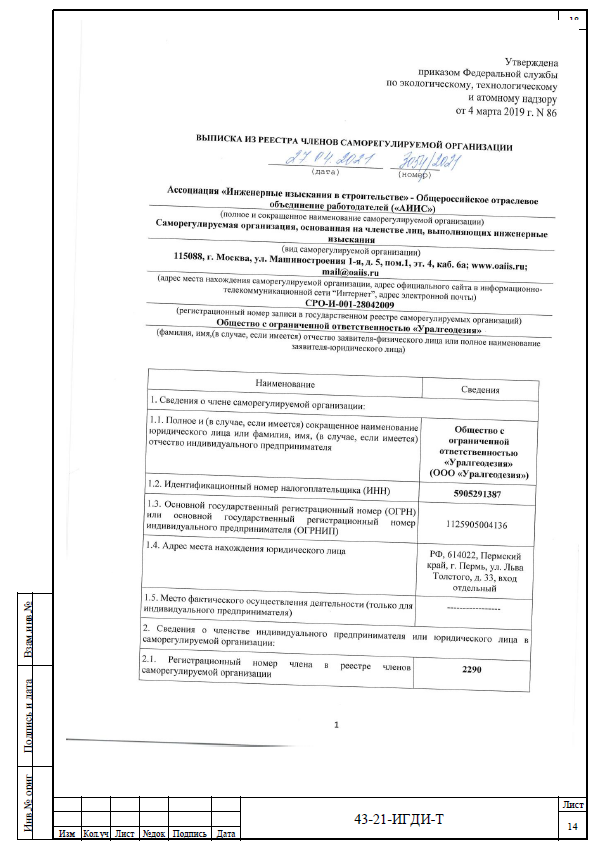 Утверждена
приказом Федеральной службы
по экологическому, технологическому
и атомному надзору
от 4 марта 2019 г. N 86
ВЫПИСКА ИЗ РЕЕСТРА ЧЛЕНОВ САМОРЕГУЛИРУЕМОЙ ОРГАНИЗАЦИИ
27.04.2021 3054/2021
(дата) (номер)
Ассоциация «Инженерные изыскания в строительстве» - Общероссийское отраслевое
объединение работодателей («АИИС»)
(полное и сокращенное наименование саморегулируемой организации)
Саморегулируемая организация, основанная на членстве лиц, выполняющих инженерные
изыскания
(вид саморегулируемой организации)
115088, г. Москва, ул. Машиностроения 1-я, д. 5, пом.1, эт. 4, каб. 6а; www.oaiis.ru;
mail@oaiis.ru
(адрес места нахождения саморегулируемой организации, адрес официального сайта в информационно-
телекоммуникационной сети "Интернет", адрес электронной почты)
СРО-И-001-28042009
(регистрационный номер записи в государственном реестре саморегулируемых организаций)
Общество с ограниченной ответственностью «Уралгеодезия»
(фамилия, имя,(в случае, если имеется) отчество заявителя-физического лица или полное наименование
заявителя-юридического лица)
Наименование Сведения
1. Сведения о члене саморегулируемой организации:
1.1. Полное и (в случае, если имеется) сокращенное наименование
юридического лица или фамилия, имя, (в случае, если имеется)
отчество индивидуального предпринимателя
Общество с
ограниченной
ответственностью
«Уралгеодезия»
(ООО «Уралгеодезия»)
1.2. Идентификационный номер налогоплательщика (ИНН) 5905291387
1.3. Основной государственный регистрационный номер (ОГРН)
или основной государственный регистрационный номер
индивидуального предпринимателя (ОГРНИП)
1125905004136
1.4. Адрес места нахождения юридического лица
РФ, 614022, Пермский
край, г. Пермь, ул. Льва
Толстого, д. 33, вход
отдельный
1.5. Место фактического осуществления деятельности (только для
индивидуального предпринимателя)
----------------
2. Сведения о членстве индивидуального предпринимателя или юридического лица в
саморегулируемой организации:
2.1. Регистрационный номер члена в реестре членов
саморегулируемой организации
2290
1
Взам.инв.№
Подпись и дата
Инв.№ ориг
Изм Кол.уч Лист №док Подпись Дата
43-21-ИГДИ-Т
Лист
14